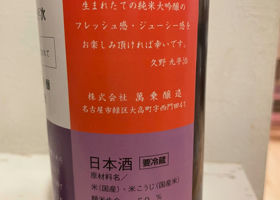 生まれたての純米大吟醸の
フレッシュ感・ジューシー感を
お楽しみ頂ければ幸いです。
久野 九平治
株式会社 萬乗醸造
名古屋市緑区大高町字西門田41
日本酒 要冷蔵
原材料名／
米(国産)・米こうじ(国産米)